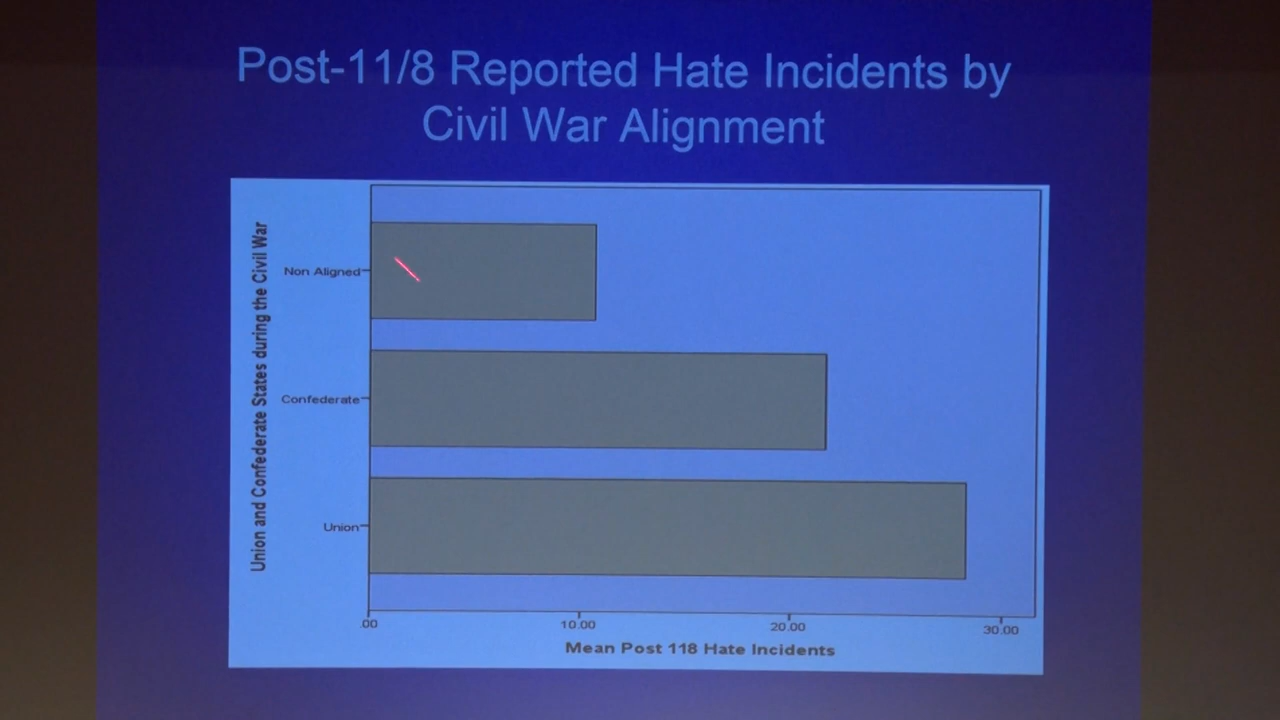 Post-11/8 Reported Hate Incidents by
Civil War Alignment
Union and Confederate States during the Civil War
Non Aligned
Confederate
Union
.00
10.00
20.00
30.00
Mean Post 118 Hate Incidents